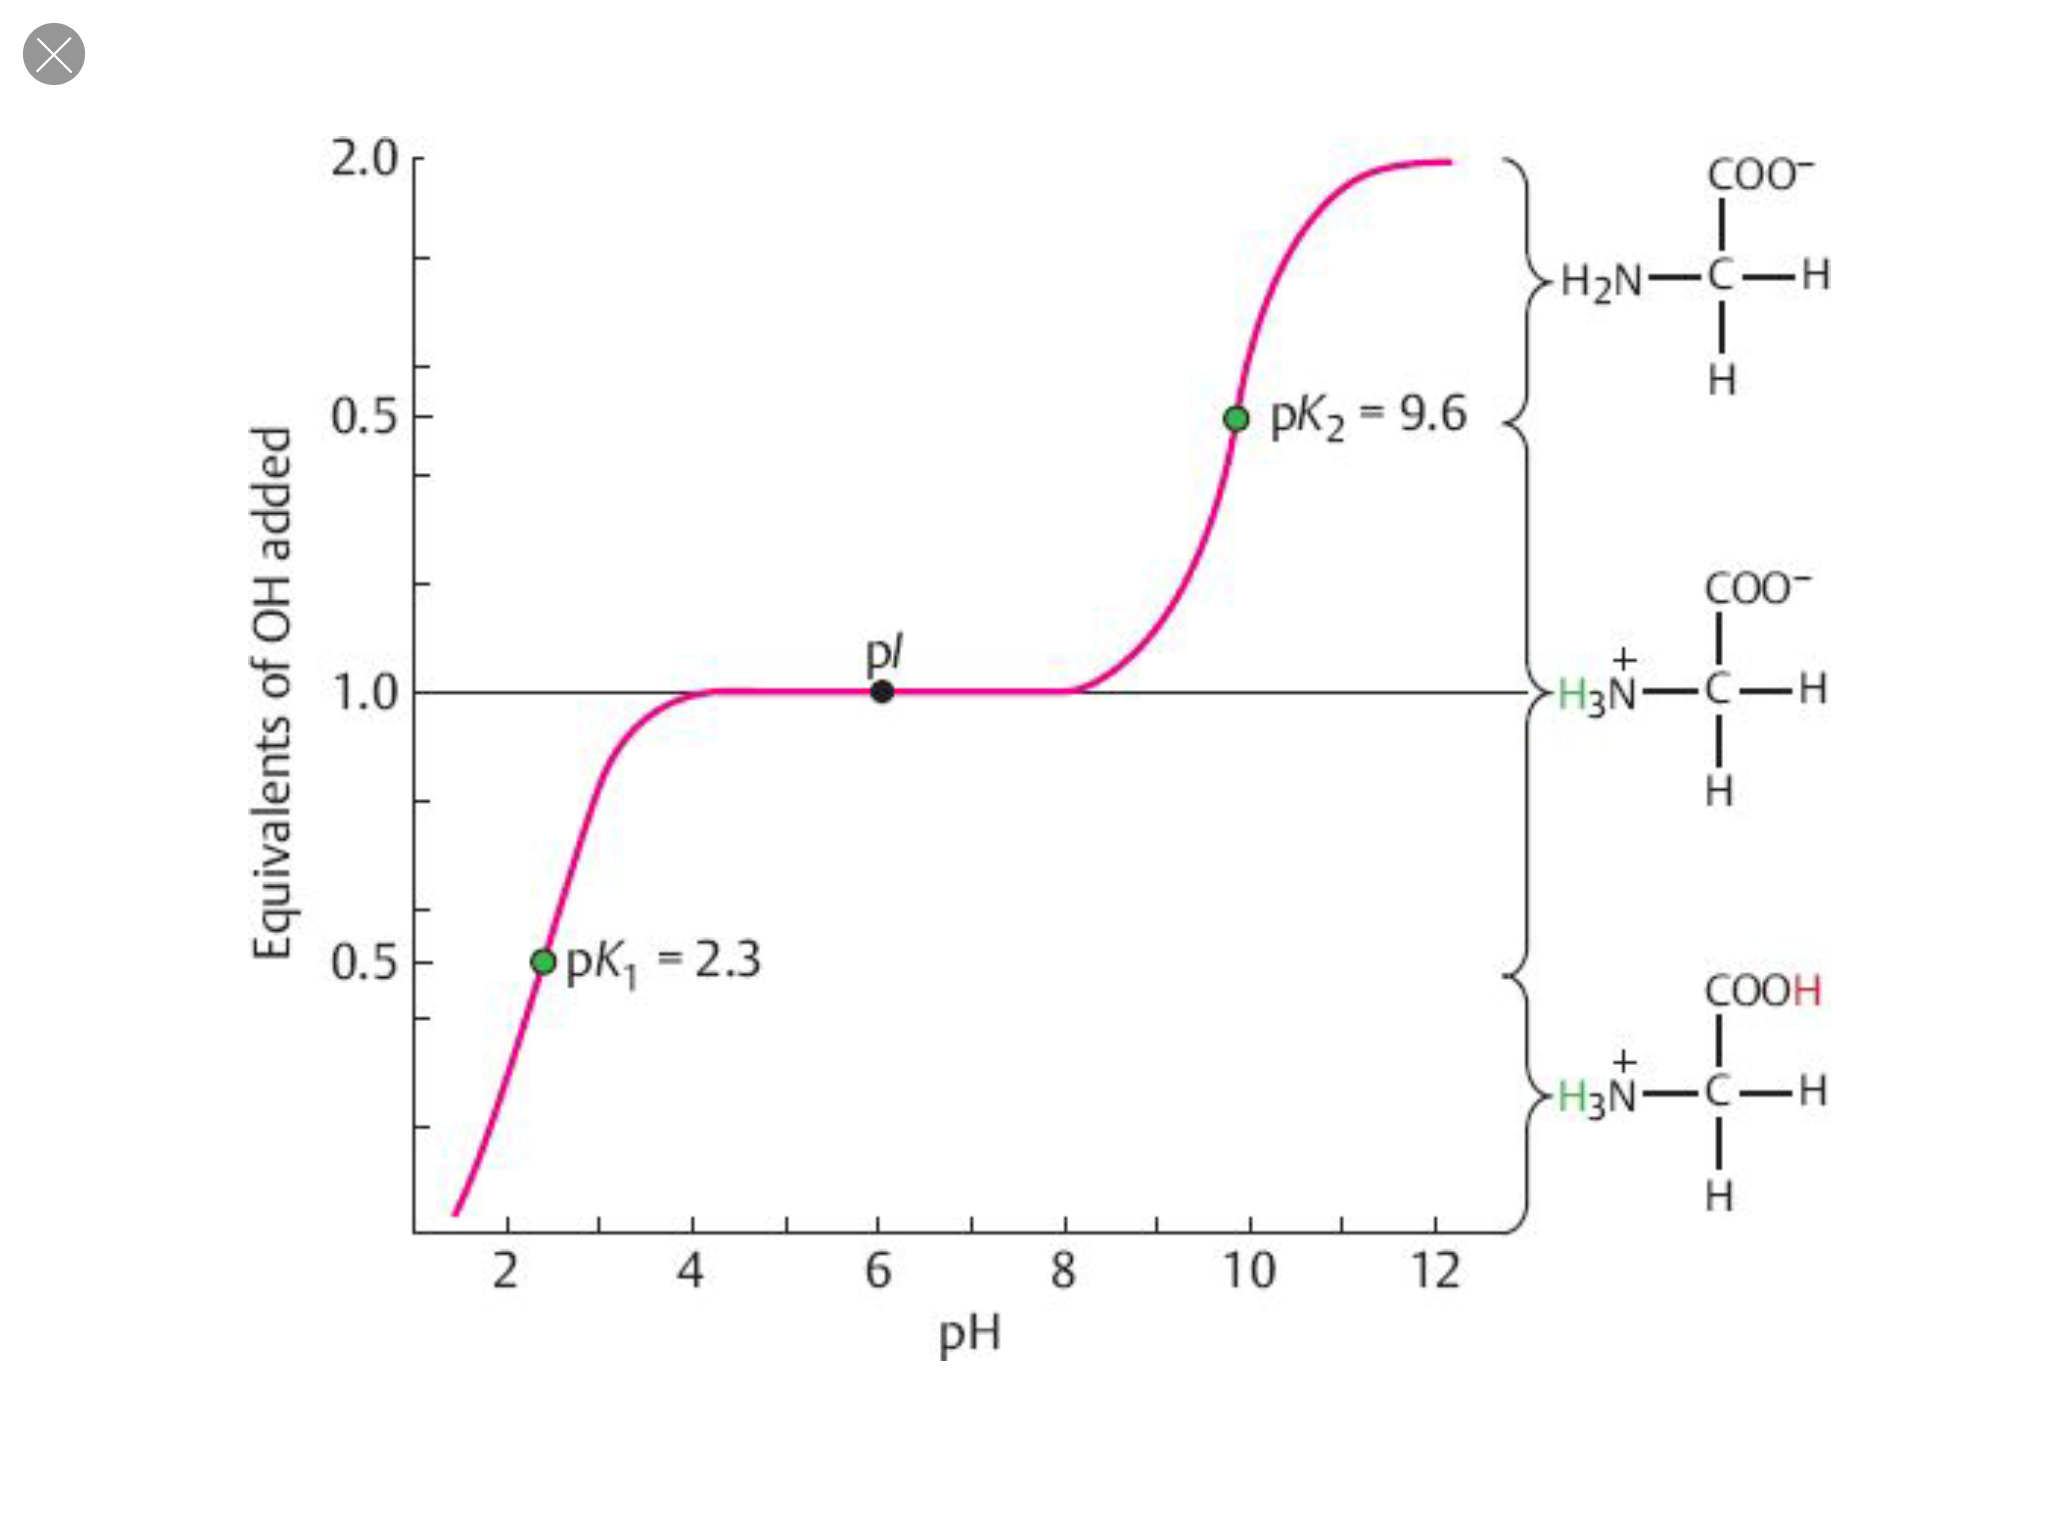 2.0
0.5
1.0
0.5
Equivalents of OH added
pK₂ = 9.6
pI
pK₁ = 2.3
2 4 6 8 10 12
pH
COO⁻
H₂N C H
H
COO⁻
+
H₃N C H
H
COOH
+
H₃N C H
H